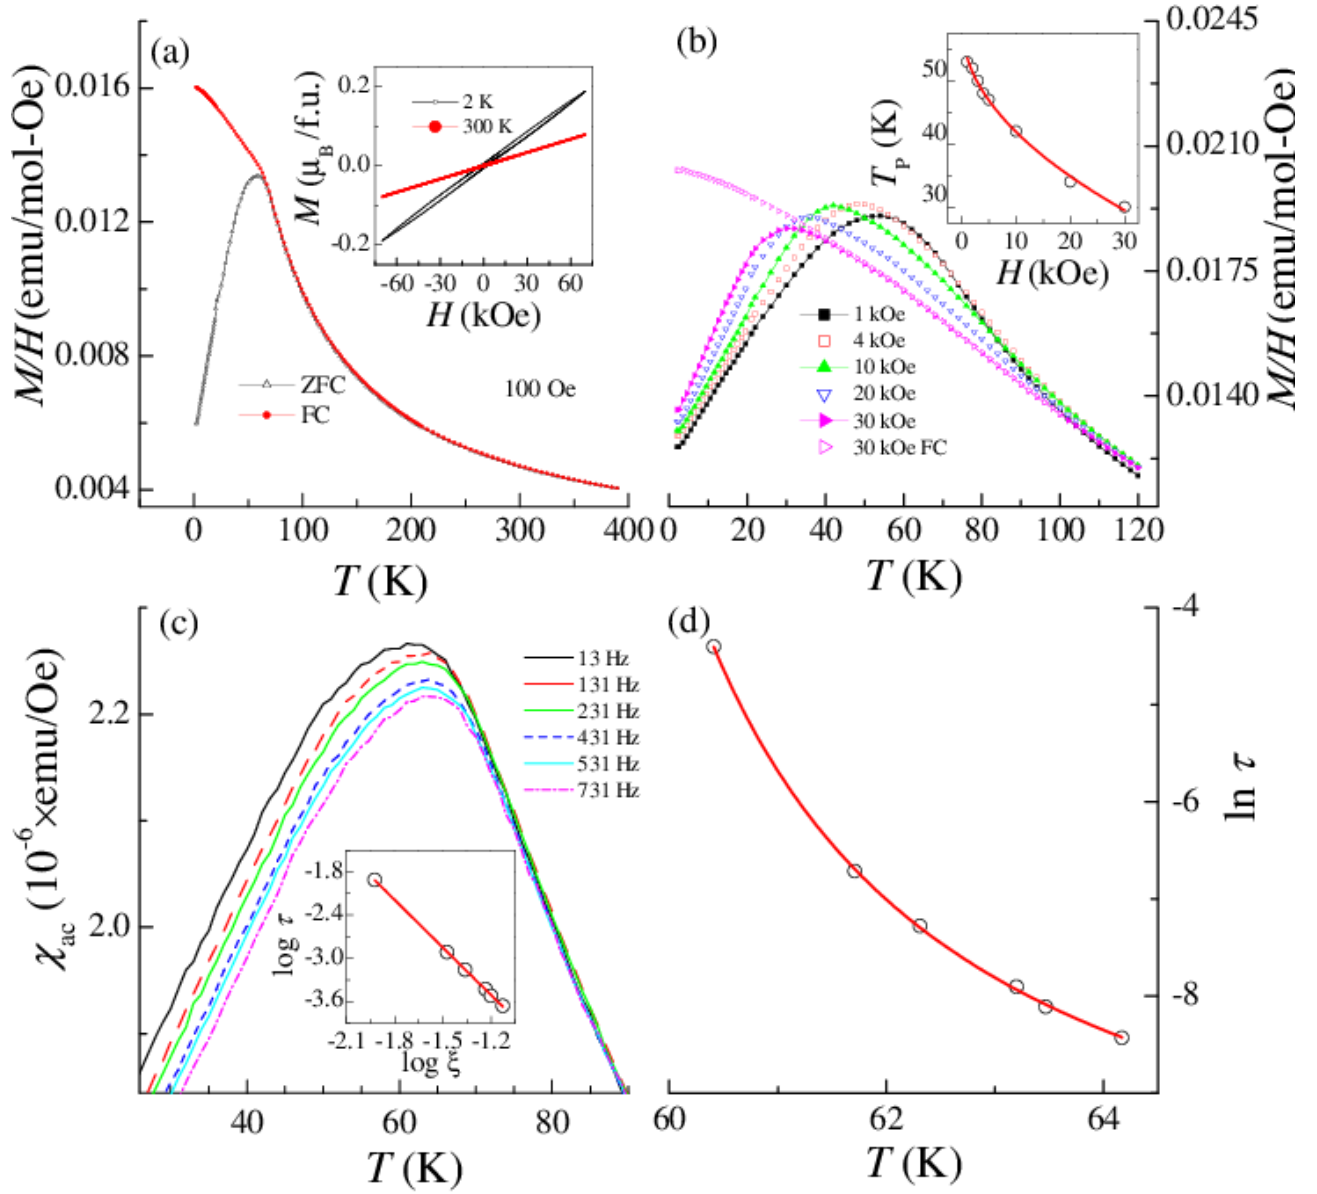 (a)
M/H (emu/mol-Oe)
0.016
0.012
0.008
0.004
0 100 200 300 400
T (K)
ZFC
FC
100 Oe
M (μB/f.u.)
0.2
0.0
-0.2
2 K
300 K
-60 -30 0 30 60
H (kOe)
(b)
0.0245
0.0210
0.0175
0.0140
M/H (emu/mol-Oe)
1 kOe
4 kOe
10 kOe
20 kOe
30 kOe
30 kOe FC
0 20 40 60 80 100 120
T (K)
TP (K)
50
40
30
0 10 20 30
H (kOe)
(c)
χac (10-6×emu/Oe)
2.2
2.0
13 Hz
131 Hz
231 Hz
431 Hz
531 Hz
731 Hz
40 60 80
T (K)
log τ
-1.8
-2.4
-3.0
-3.6
-2.1 -1.8 -1.5 -1.2
log ξ
(d)
-4
-6
-8
ln τ
60 62 64
T (K)